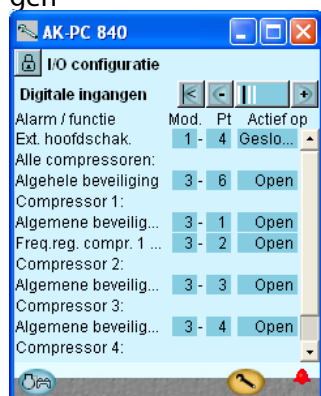 gen
AK-PC 840
I/O configuratie
Digitale ingangen
Alarm / functie Mod. Pt Actief op
Ext. hoofdschak. 1 - 4 Geslo...
Alle compressoren:
Algehele beveiliging 3 - 6 Open
Compressor 1:
Algemene beveilig... 3 - 1 Open
Freq.reg. compr. 1 ... 3 - 2 Open
Compressor 2:
Algemene beveilig... 3 - 3 Open
Compressor 3:
Algemene beveilig... 3 - 4 Open
Compressor 4: